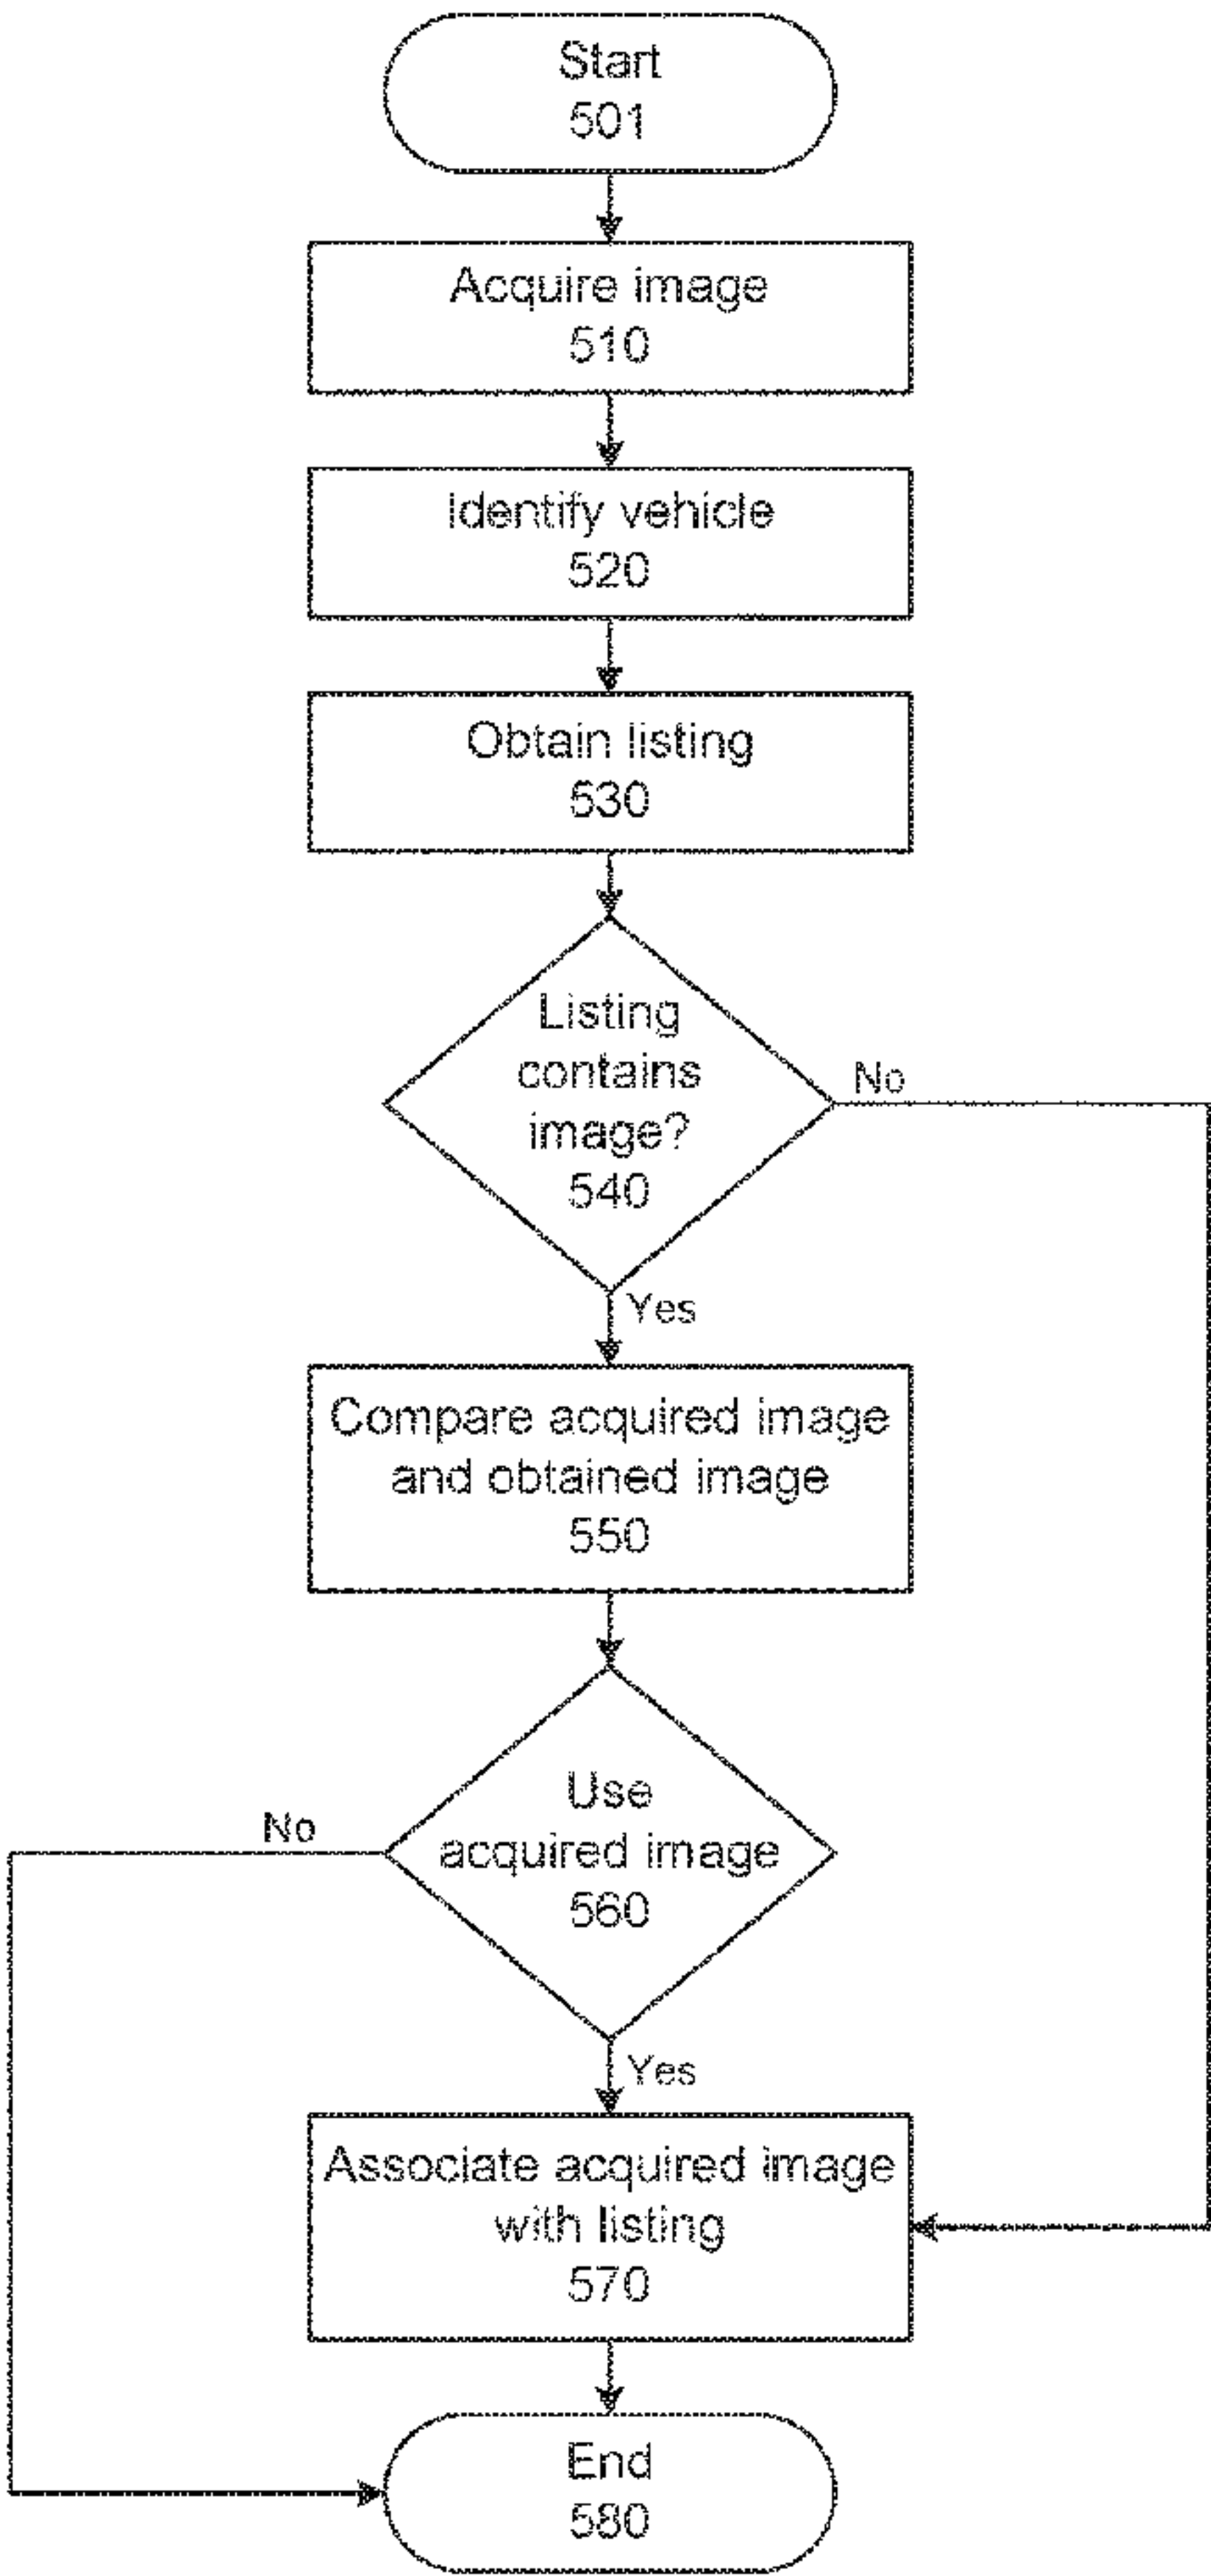 Start
501
Acquire image
510
Identify vehicle
520
Obtain listing
530
Listing
contains
image?
540
No
Yes
Compare acquired image
and obtained image
550
Use
acquired image
560
No
Yes
Associate acquired image
with listing
570
End
580